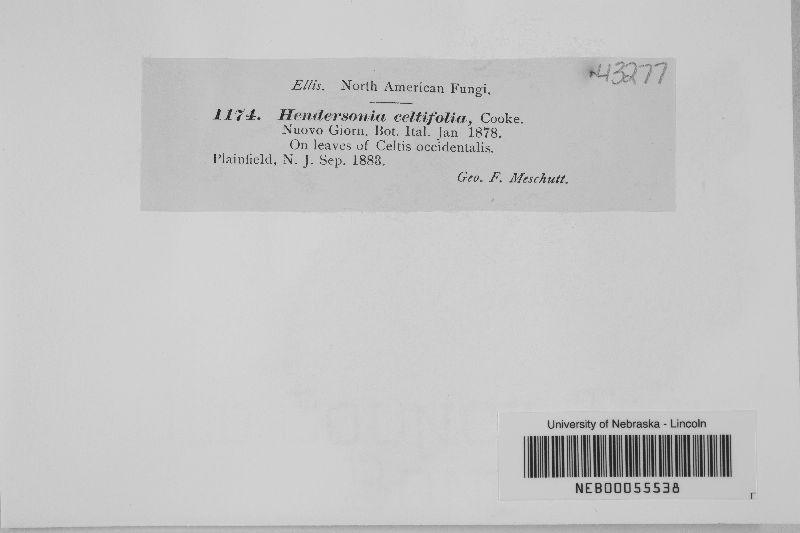 43277
Ellis. North American Fungi.
1174. Hendersonia celtifolia, Cooke.
Nuovo Giorn. Bot. Ital. Jan 1878.
On leaves of Celtis occidentalis.
Plainfield, N. J. Sep. 1883.
Geo. F. Meschutt.
University of Nebraska - Lincoln
NEB00055538